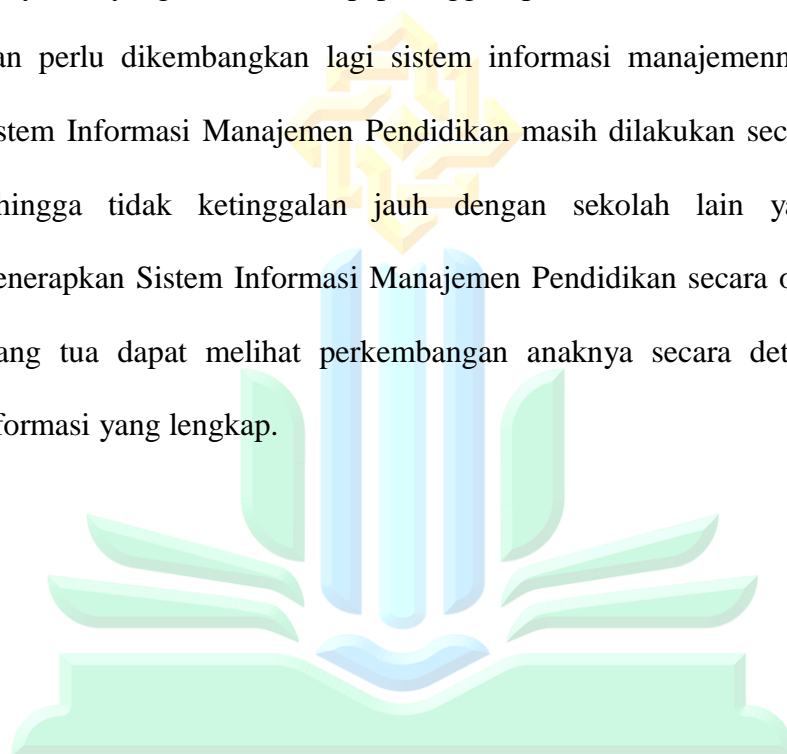 an perlu dikembangkan lagi sistem informasi manajemenn
stem Informasi Manajemen Pendidikan masih dilakukan sec
hingga tidak ketinggalan jauh dengan sekolah lain ya
enerapkan Sistem Informasi Manajemen Pendidikan secara o
ang tua dapat melihat perkembangan anaknya secara det
formasi yang lengkap.